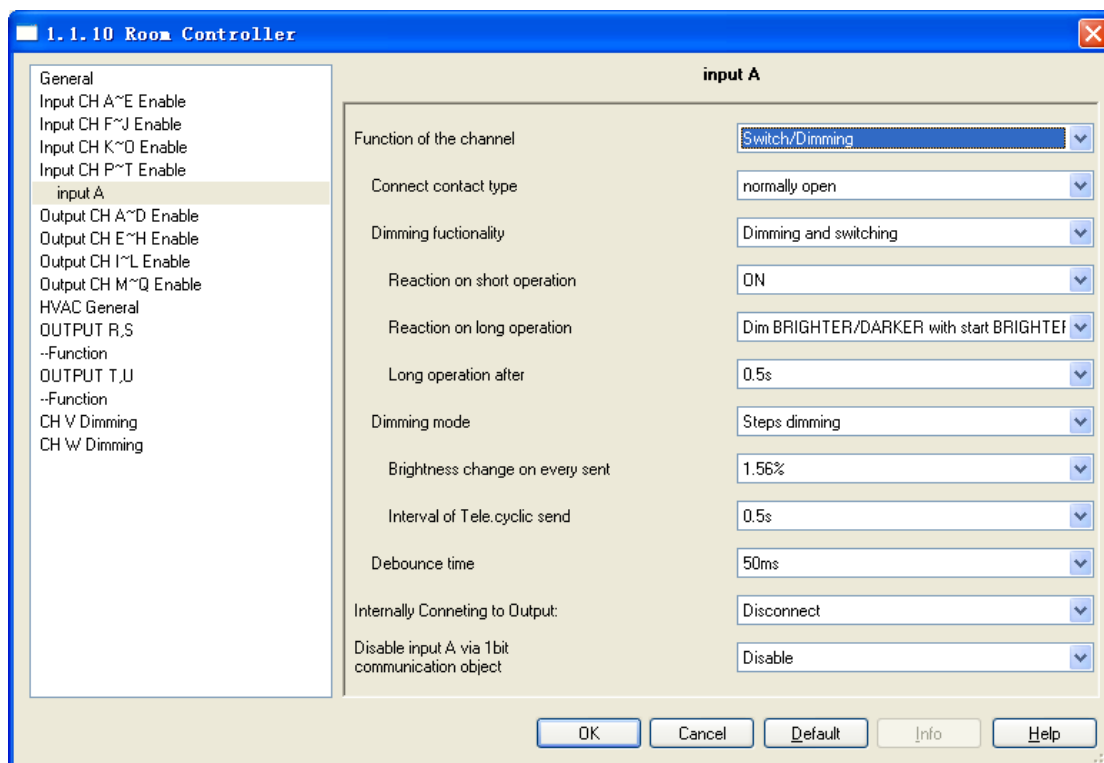 1.1.10 Room Controller
General
Input CH A~E Enable
Input CH F~J Enable
Input CH K~O Enable
Input CH P~T Enable
input A
Output CH A~D Enable
Output CH E~H Enable
Output CH I~L Enable
Output CH M~Q Enable
HVAC General
OUTPUT R,S
--Function
OUTPUT T,U
--Function
CH V Dimming
CH W Dimming
input A
Function of the channel Switch/Dimming
Connect contact type normally open
Dimming fuctionality Dimming and switching
Reaction on short operation ON
Reaction on long operation Dim BRIGHTER/DARKER with start BRIGHTER
Long operation after 0.5s
Dimming mode Steps dimming
Brightness change on every sent 1.56%
Interval of Tele.cyclic send 0.5s
Debounce time 50ms
Internally Conneting to Output: Disconnect
Disable input A via 1bit
communication object Disable
OK Cancel Default Info Help